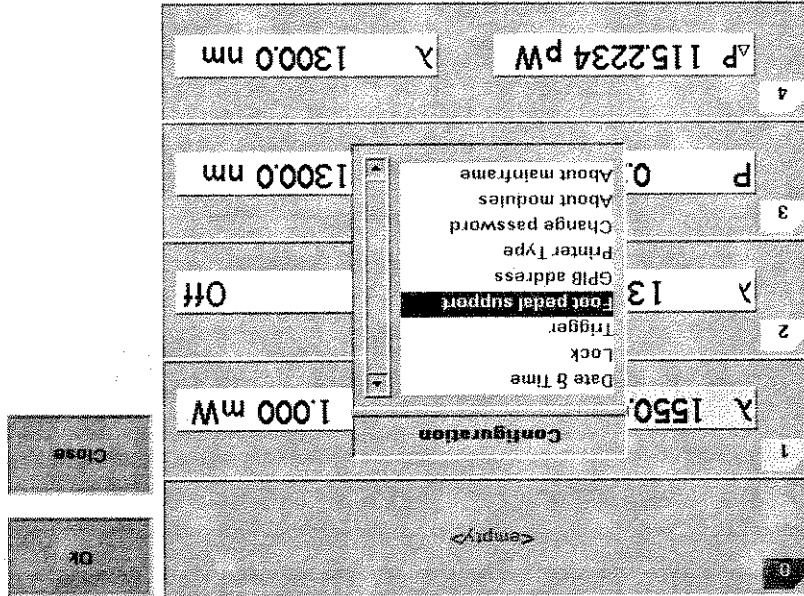 0
<empty>
Ok
Close
1
λ 1550.
1.000 mW
Configuration
Date & Time
Lock
Trigger
Foot pedal support
GPIB address
Printer Type
Change password
About modules
About mainframe
2
λ 13
Off
3
P 0.
1300.0 nm
4
△P 115.2234 pW
λ 1300.0 nm